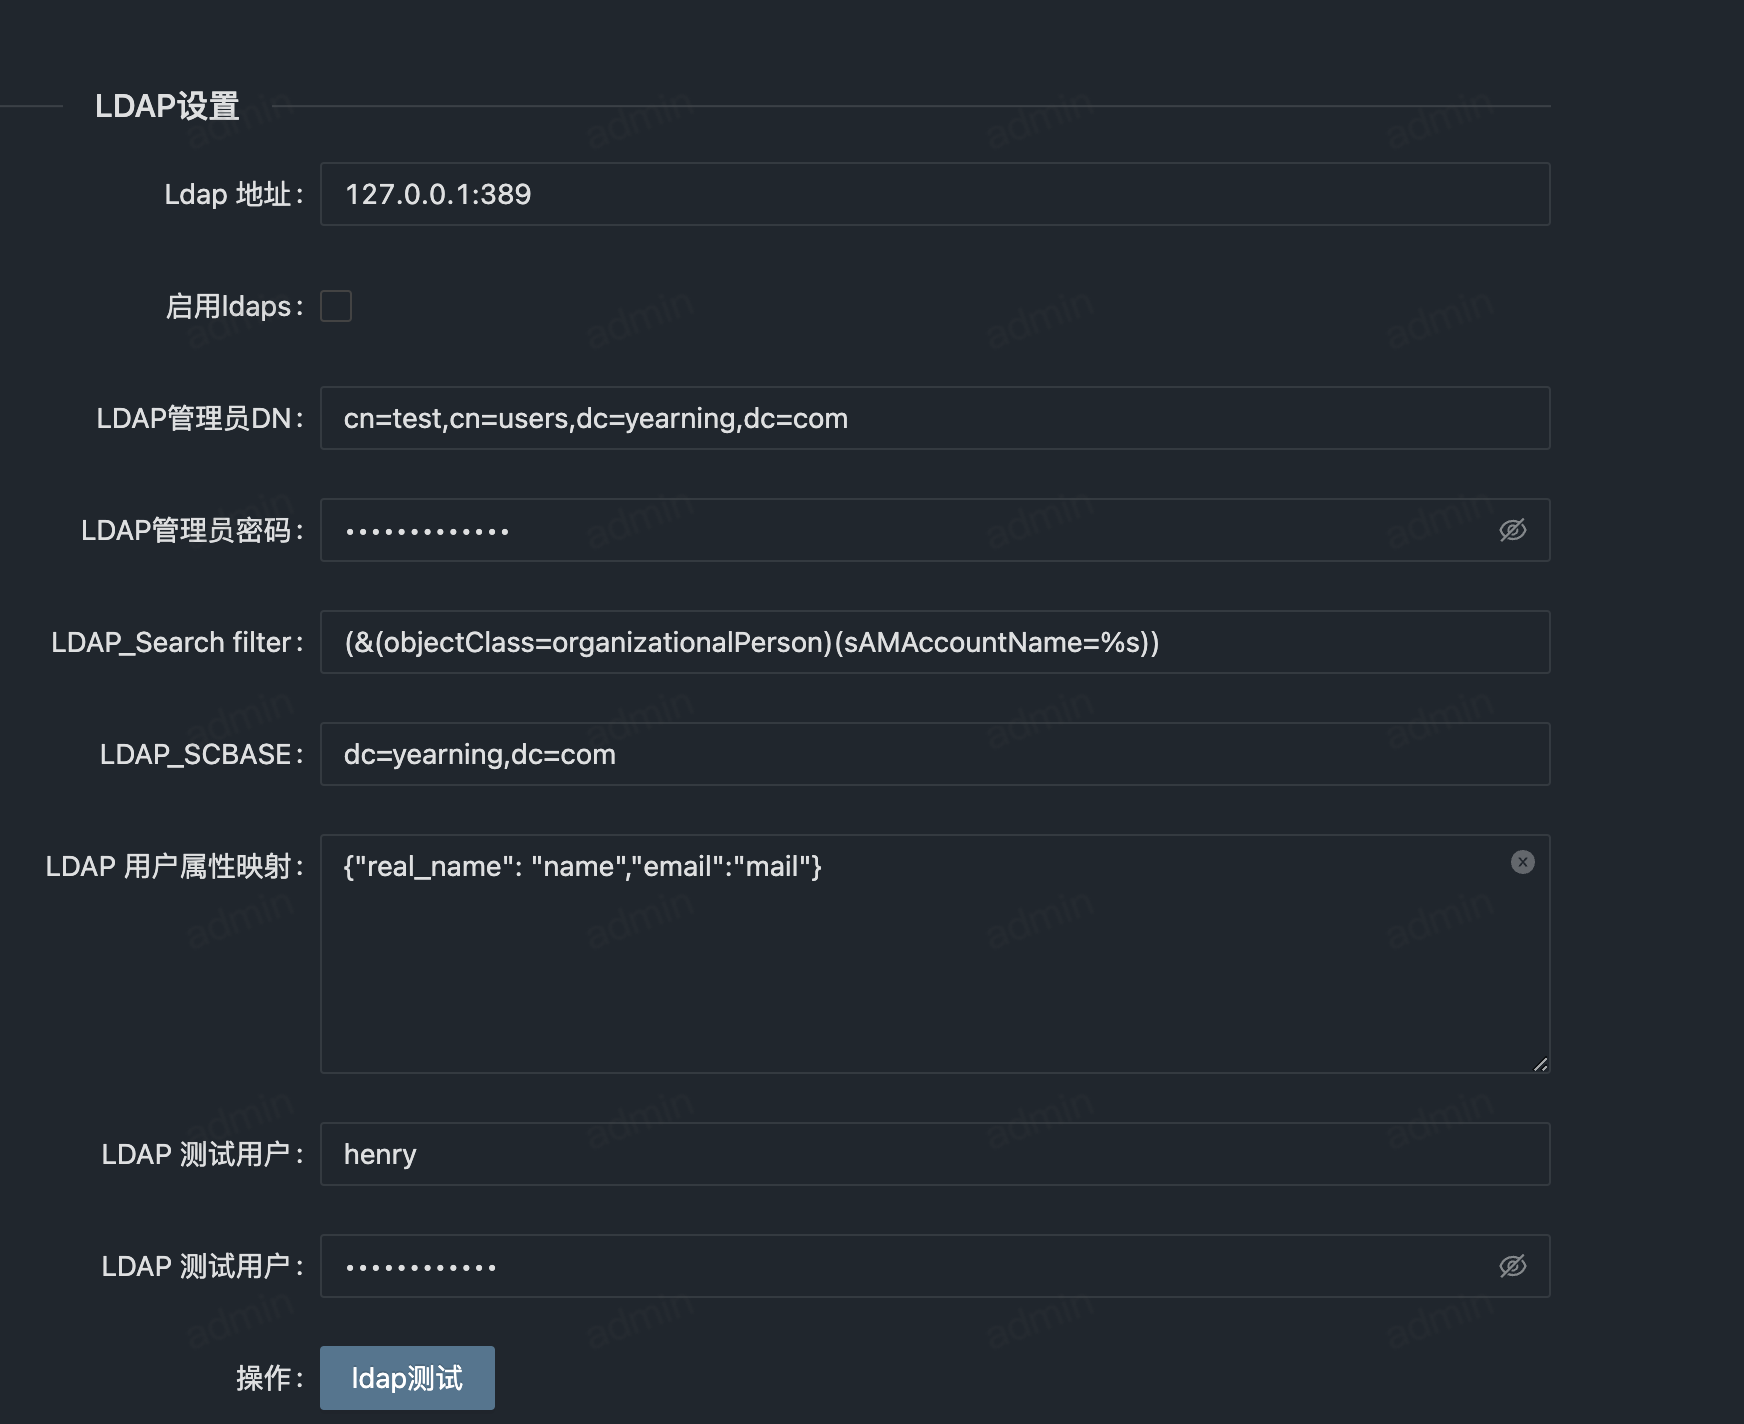 LDAP设置
Ldap 地址: 127.0.0.1:389
启用ldaps:
LDAP管理员DN: cn=test,cn=users,dc=yearning,dc=com
LDAP管理员密码: •••••••••••••
LDAP_Search filter: (&(objectClass=organizationalPerson)(sAMAccountName=%s))
LDAP_SCBASE: dc=yearning,dc=com
LDAP 用户属性映射: {"real_name": "name","email":"mail"}
LDAP 测试用户: henry
LDAP 测试用户: ••••••••••••
操作: ldap测试
admin